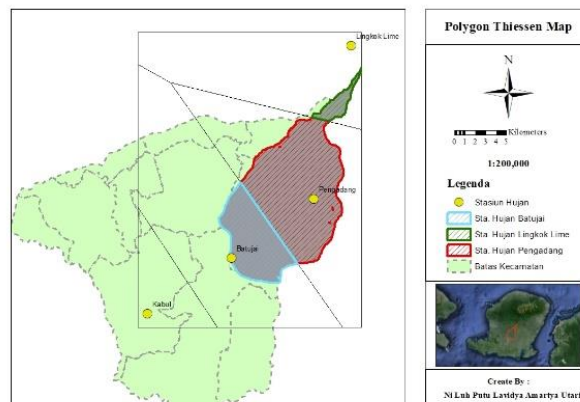 Lingkok Lime
Pengadang
Batujai
Kabul
Polygon Thiessen Map
N
Kilometers
0 1 2 3 4 5
1:200,000
Legenda
Stasiun Hujan
Sta. Hujan Batujai
Sta. Hujan Lingkok Lime
Sta. Hujan Pengadang
Batas Kecamatan
Create By :
Ni Luh Putu Lavidya Amartya Utari